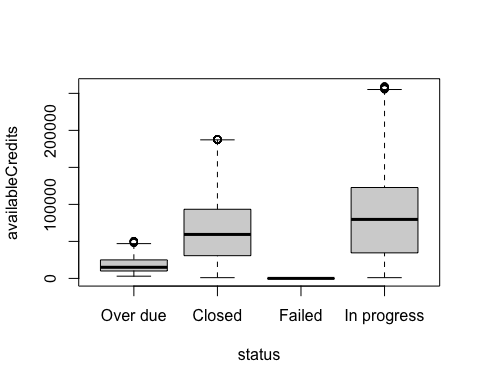 availableCredits
200000
100000
0
Over due
Closed
Failed
In progress
status